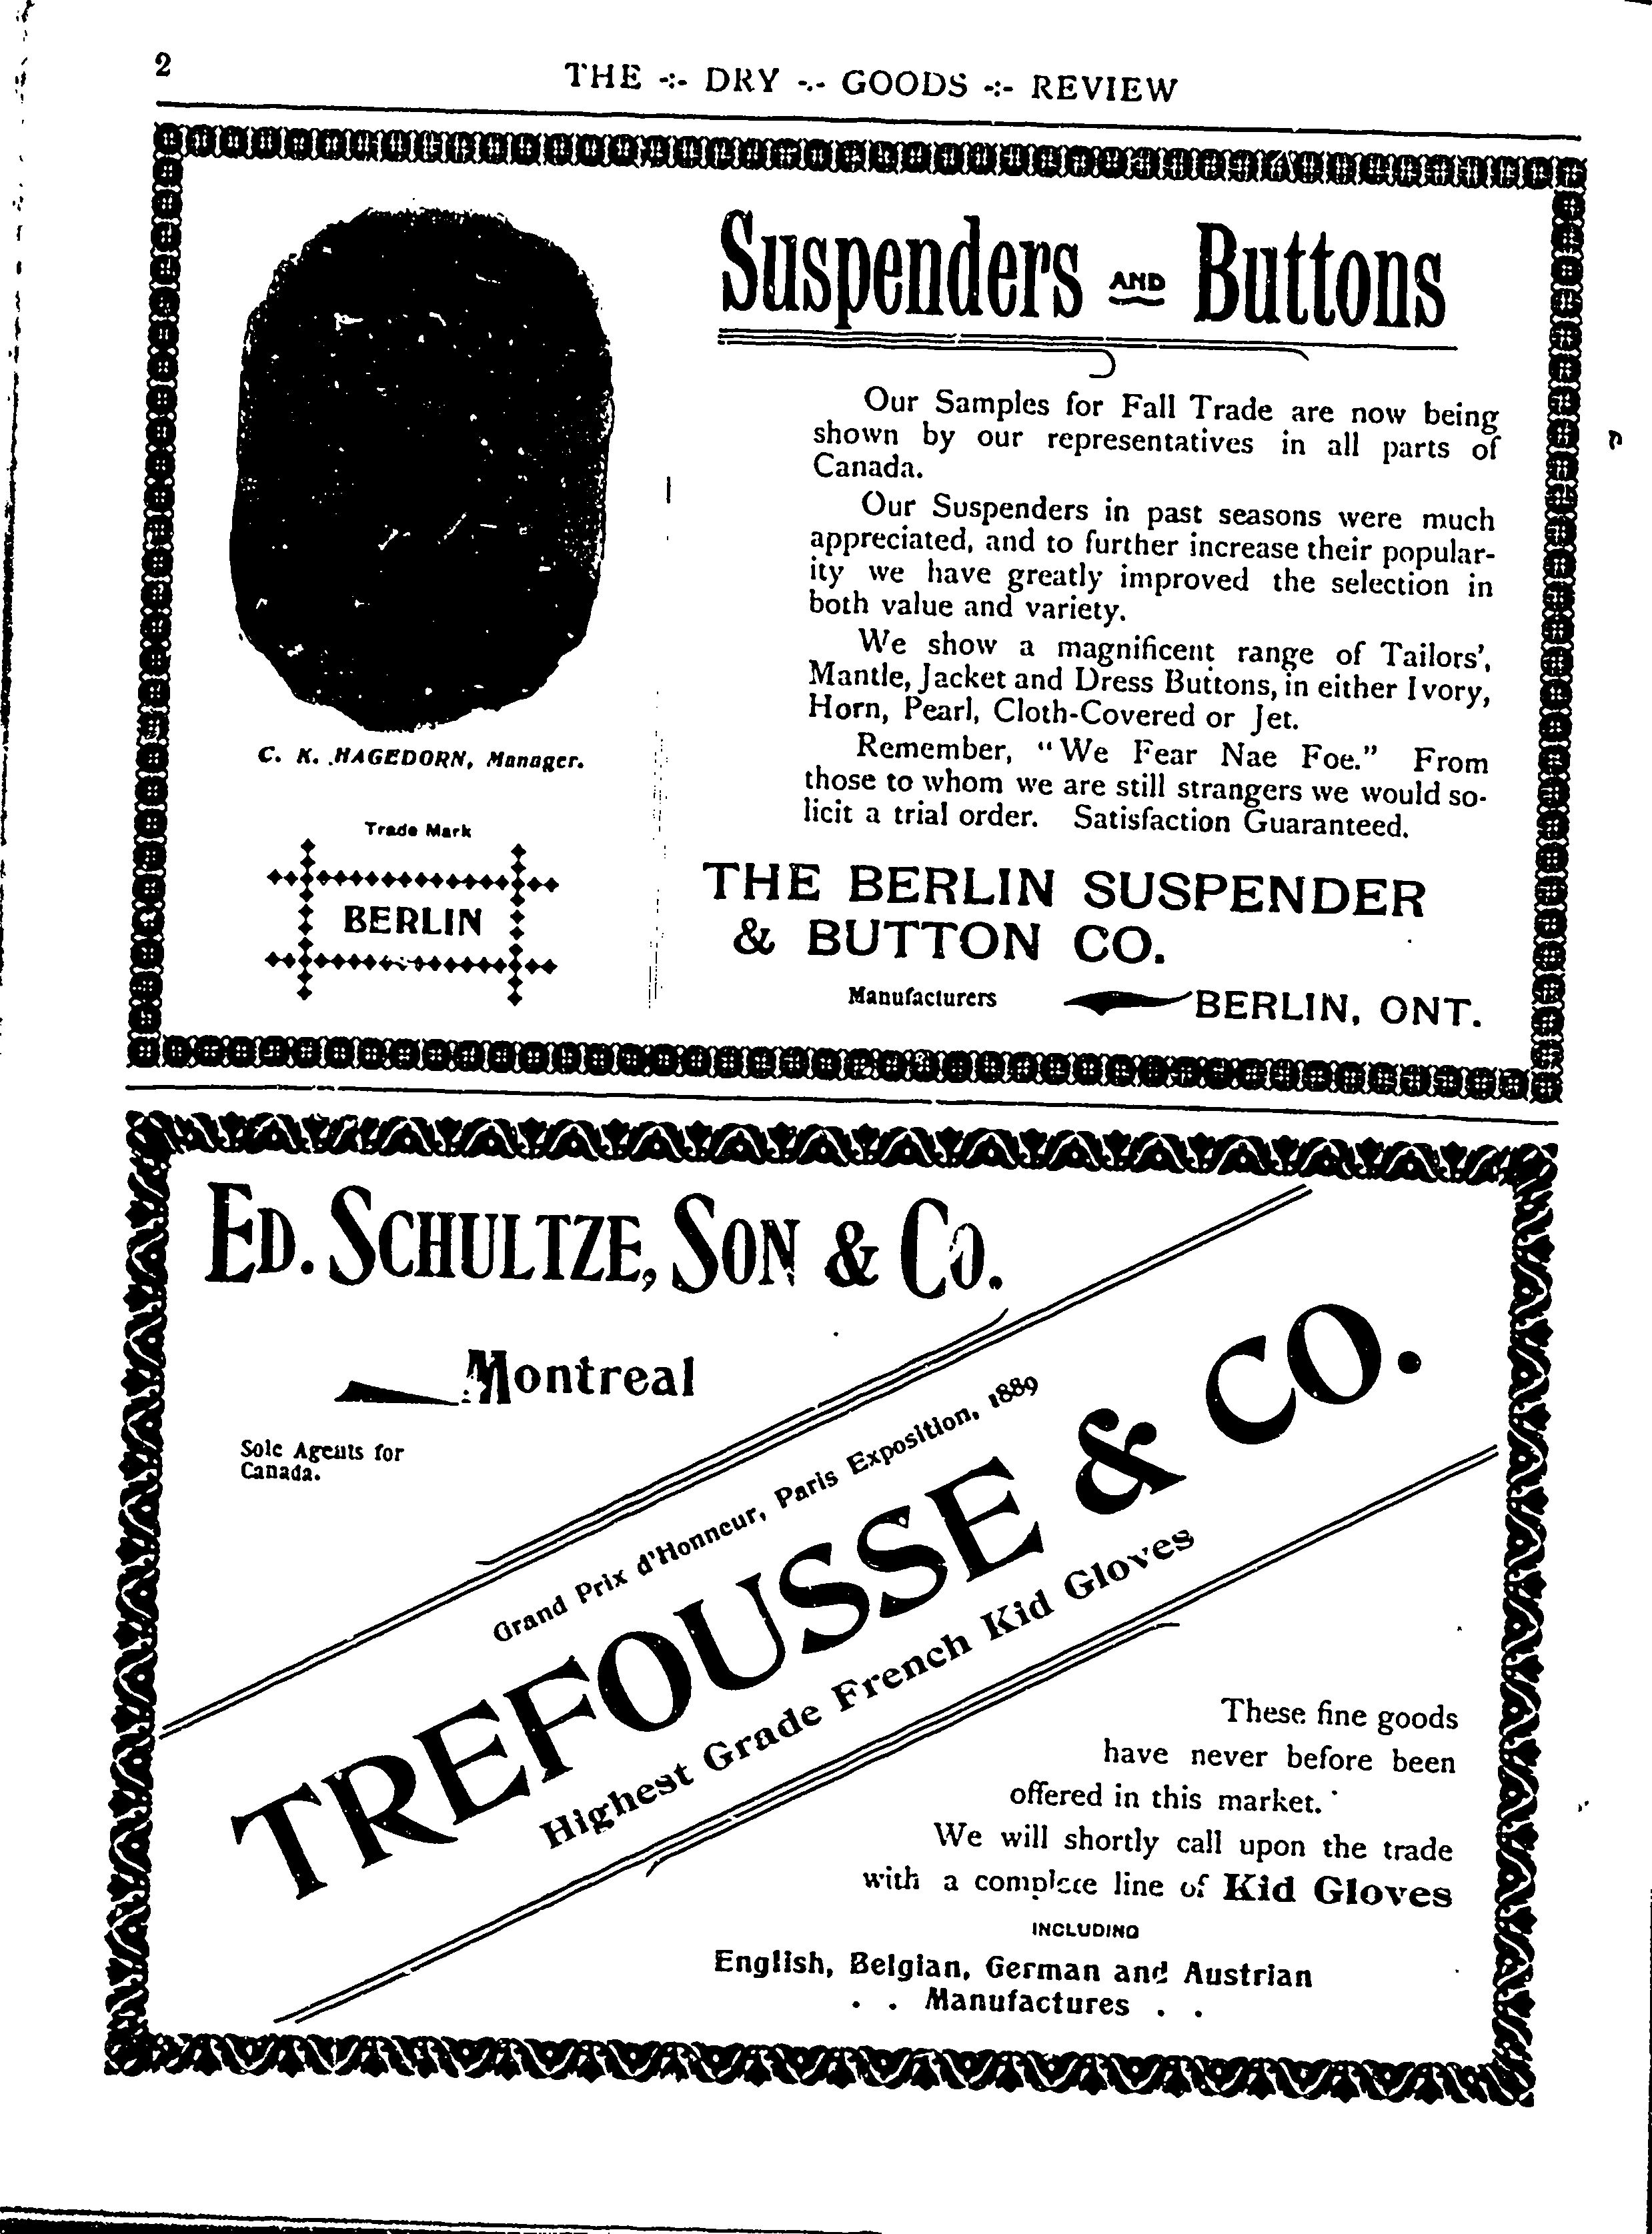 2
THE -:- DRY -:- GOODS -:- REVIEW
Suspenders AND Buttons
Our Samples for Fall Trade are now being
shown by our representatives in all parts of
Canada.
Our Suspenders in past seasons were much
appreciated, and to further increase their popular-
ity we have greatly improved the selection in
both value and variety.
We show a magnificent range of Tailors',
Mantle, Jacket and Dress Buttons, in either Ivory,
Horn, Pearl, Cloth-Covered or Jet.
Remember, "We Fear Nae Foe." From
those to whom we are still strangers we would so-
licit a trial order. Satisfaction Guaranteed.
C. K. HAGEDORN, Manager.
Trade Mark
BERLIN
THE BERLIN SUSPENDER
& BUTTON CO.
Manufacturers BERLIN, ONT.
ED. SCHULTZE, SON & CO.
Montreal
Sole Agents for
Canada.
Grand Prix d'Honneur, Paris Exposition, 1889
TREFOUSSE & CO.
Highest Grade French Kid Gloves
These fine goods
have never before been
offered in this market.
We will shortly call upon the trade
with a complete line of Kid Gloves
INCLUDING
English, Belgian, German and Austrian
. . Manufactures . .